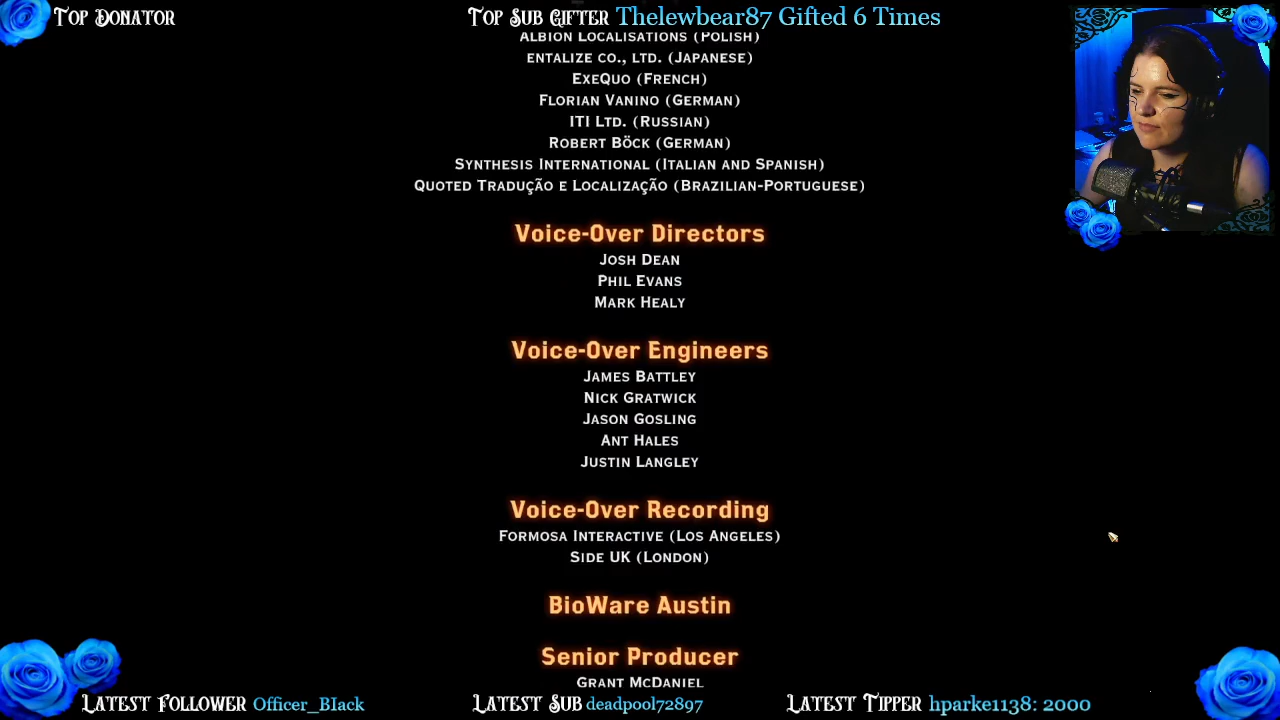 Top Donator
Top Sub Gifter Thelewbear87 Gifted 6 Times
Albion Localisations (Polish)
entalize co., ltd. (Japanese)
ExeQuo (French)
Florian Vanino (German)
ITI Ltd. (Russian)
Robert Böck (German)
Synthesis International (Italian and Spanish)
Quoted Tradução e Localização (Brazilian-Portuguese)
Voice-Over Directors
Josh Dean
Phil Evans
Mark Healy
Voice-Over Engineers
James Battley
Nick Gratwick
Jason Gosling
Ant Hales
Justin Langley
Voice-Over Recording
Formosa Interactive (Los Angeles)
Side UK (London)
BioWare Austin
Senior Producer
Grant McDaniel
Latest Follower Officer_BIack
Latest Sub deadpool72897
Latest Tipper hparke1138: 2000